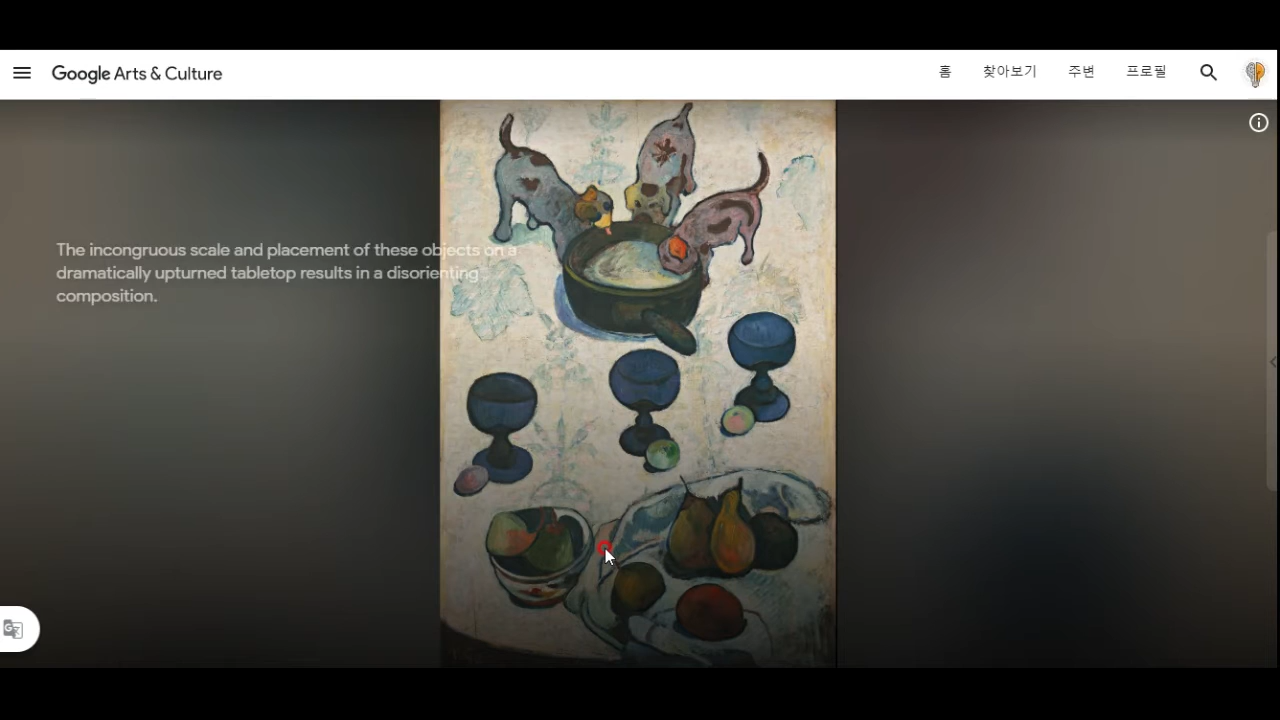 Google Arts & Culture
홈 찾아보기 주변 프로필
The incongruous scale and placement of these objects on a
dramatically upturned tabletop results in a disorienting
composition.